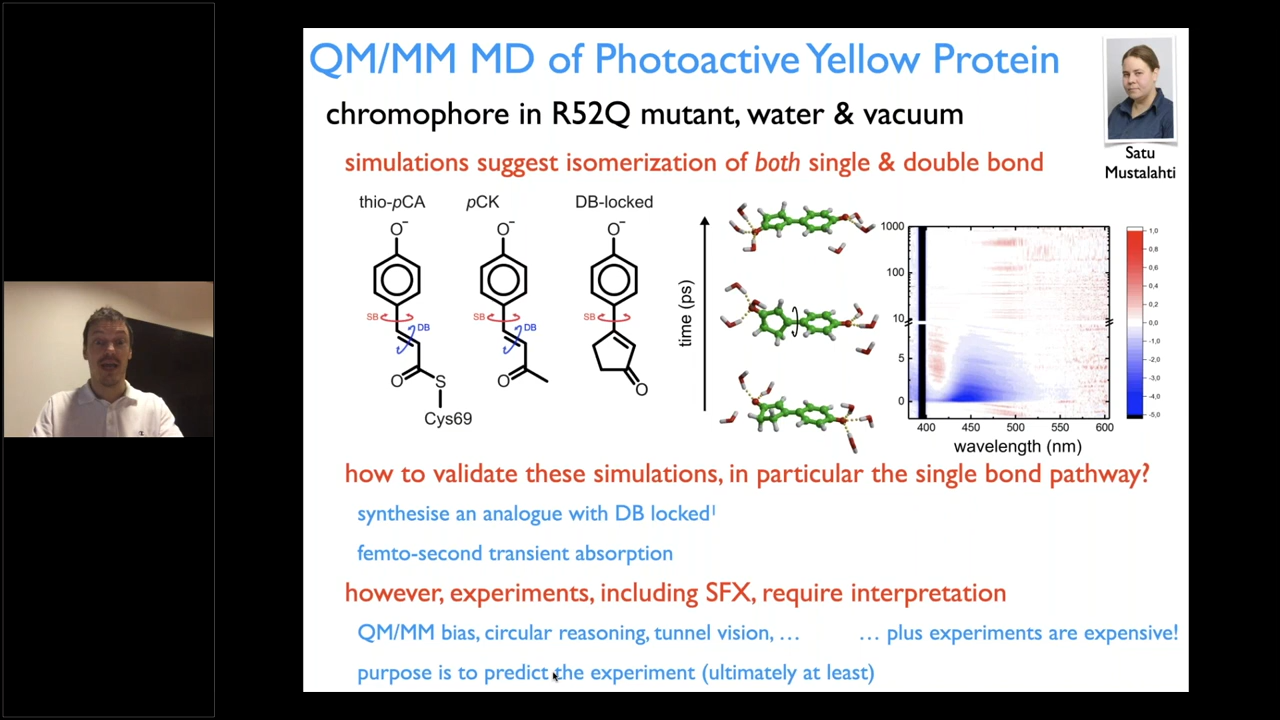 QM/MM MD of Photoactive Yellow Protein
chromophore in R52Q mutant, water & vacuum
Satu
Mustalahti
simulations suggest isomerization of both single & double bond
thio-pCA
pCK
DB-locked
O⁻
O⁻
O⁻
SB
DB
SB
DB
SB
O
S
O
O
Cys69
time (ps)
1000
100
10
5
0
400
450
500
550
600
wavelength (nm)
1,0
0,8
0,6
0,4
0,2
0,0
-1,0
-2,0
-3,0
-4,0
-5,0
how to validate these simulations, in particular the single bond pathway?
synthesise an analogue with DB locked¹
femto-second transient absorption
however, experiments, including SFX, require interpretation
QM/MM bias, circular reasoning, tunnel vision, … … plus experiments are expensive!
purpose is to predict the experiment (ultimately at least)